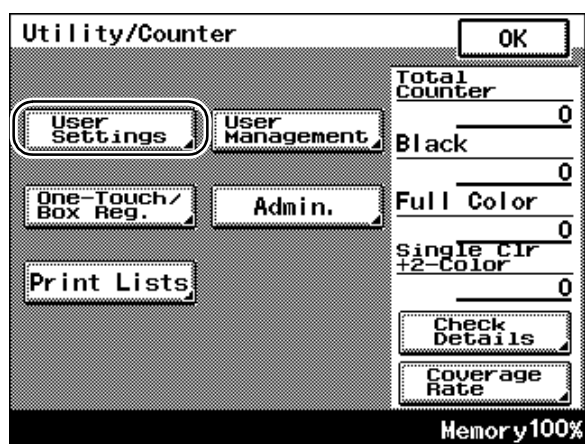 Utility/Counter
OK
User
Settings
User
Management
One-Touch/
Box Reg.
Admin.
Print Lists
Total
Counter
0
Black
0
Full Color
0
Single Clr
+2-Color
0
Check
Details
Coverage
Rate
Memory100%